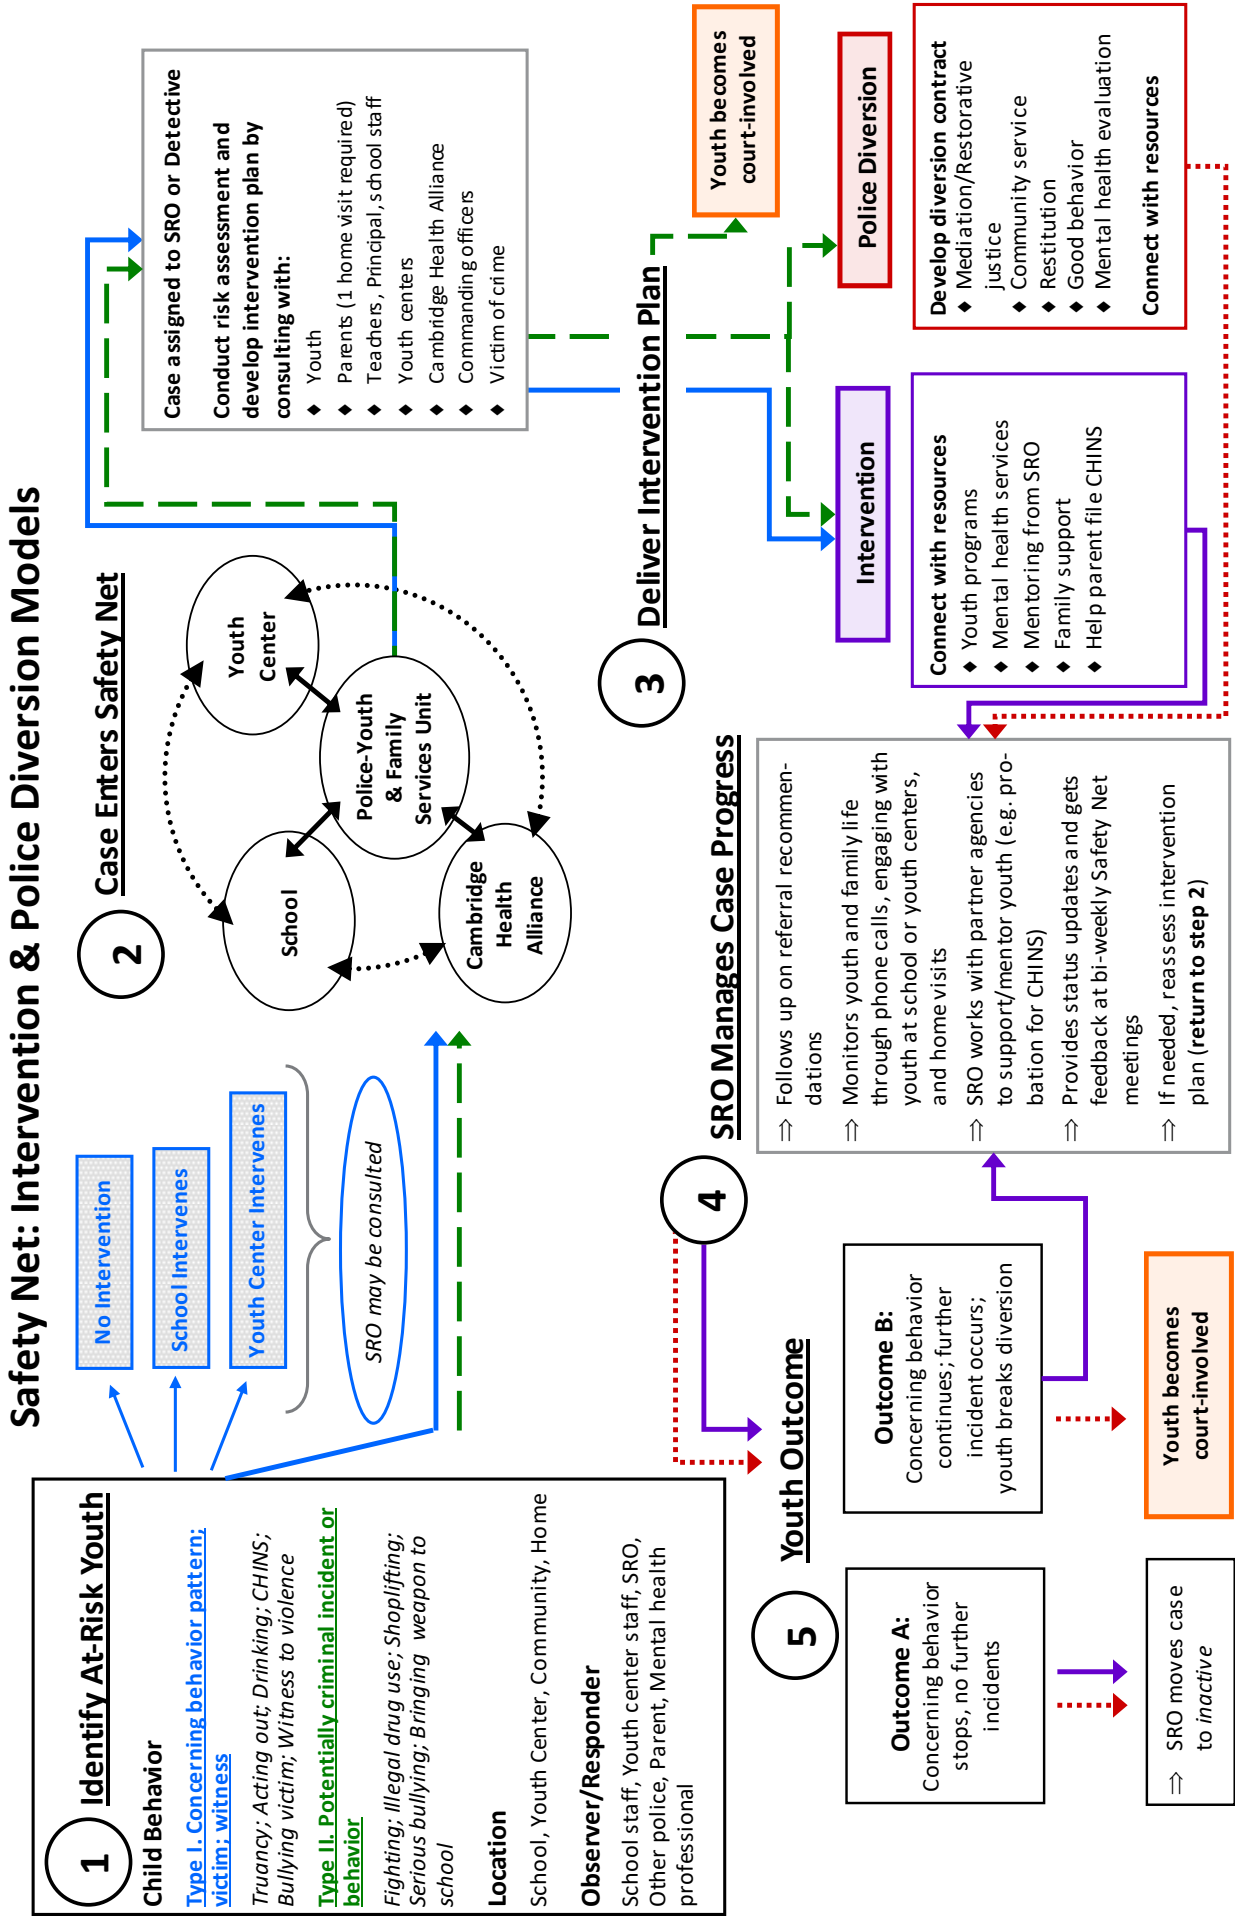 Safety Net: Intervention & Police Diversion Models
1
Identify At-Risk Youth
Child Behavior
Type I. Concerning behavior pattern;
victim; witness
Truancy; Acting out; Drinking; CHINS;
Bullying victim; Witness to violence
Type II. Potentially criminal incident or
behavior
Fighting; Illegal drug use; Shoplifting;
Serious bullying; Bringing weapon to
school
Location
School, Youth Center, Community, Home
Observer/Responder
School staff, Youth center staff, SRO,
Other police, Parent, Mental health
professional
No Intervention
School Intervenes
Youth Center Intervenes
SRO may be consulted
2
Case Enters Safety Net
School
Youth
Center
Police-Youth
& Family
Services Unit
Cambridge
Health
Alliance
Case assigned to SRO or Detective
Conduct risk assessment and
develop intervention plan by
consulting with:
♦ Youth
♦ Parents (1 home visit required)
♦ Teachers, Principal, school staff
♦ Youth centers
♦ Cambridge Health Alliance
♦ Commanding officers
♦ Victim of crime
3
Deliver Intervention Plan
Youth becomes
court-involved
Intervention
Connect with resources
♦ Youth programs
♦ Mental health services
♦ Mentoring from SRO
♦ Family support
♦ Help parent file CHINS
Police Diversion
Develop diversion contract
♦ Mediation/Restorative
justice
♦ Community service
♦ Restitution
♦ Good behavior
♦ Mental health evaluation
Connect with resources
4
SRO Manages Case Progress
⇒ Follows up on referral recommen-
dations
⇒ Monitors youth and family life
through phone calls, engaging with
youth at school or youth centers,
and home visits
⇒ SRO works with partner agencies
to support/mentor youth (e.g. pro-
bation for CHINS)
⇒ Provides status updates and gets
feedback at bi-weekly Safety Net
meetings
⇒ If needed, reassess intervention
plan (return to step 2)
5
Youth Outcome
Outcome A:
Concerning behavior
stops, no further
incidents
⇒ SRO moves case
to inactive
Outcome B:
Concerning behavior
continues; further
incident occurs;
youth breaks diversion
Youth becomes
court-involved